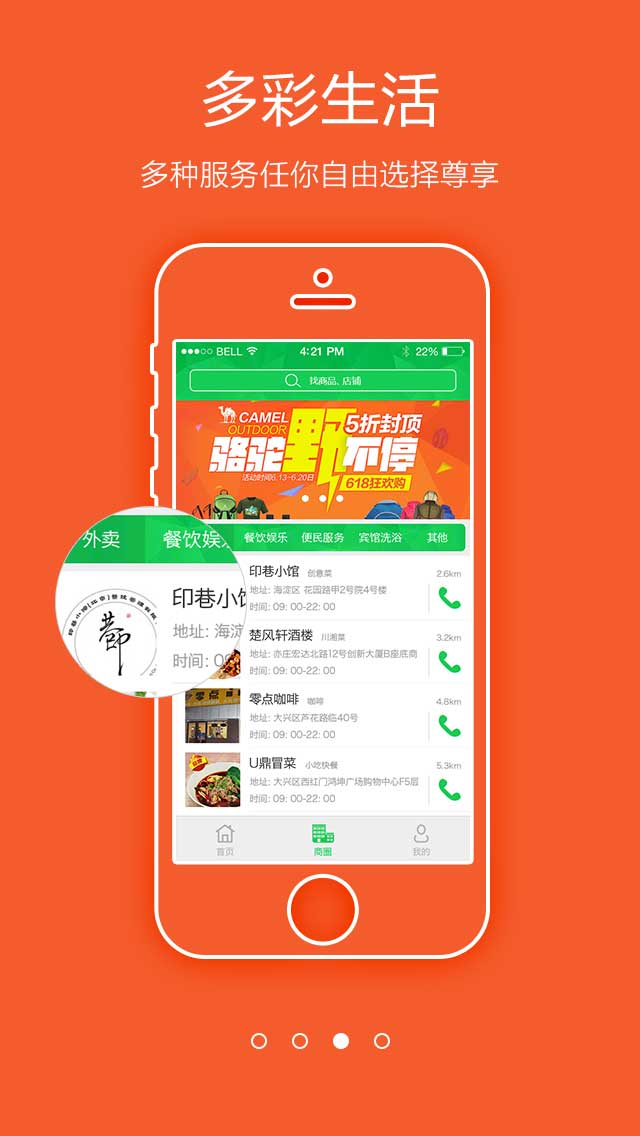 多彩生活
多种服务任你自由选择尊享
BELL 4:21 PM 22%
找商品、店铺
CAMEL
OUTDOOR
5折封顶
骆驼野不停
活动时间6.13-6.20日
618狂欢购
外卖 餐饮娱乐
餐饮娱乐 便民服务 宾馆洗浴 其他
印巷小馆
地址: 海淀
时间: 09
印巷小馆 创意菜 2.6km
地址: 海淀区 花园路甲2号院4号楼
时间: 09: 00-22: 00
楚风轩酒楼 川湘菜 3.2km
地址: 亦庄宏达北路12号创新大厦B座底商
时间: 09: 00-22: 00
零点
零点咖啡 咖啡 4.8km
地址: 大兴区芦花路临40号
时间: 09: 00-22: 00
U鼎冒菜 小吃快餐 5.3km
地址: 大兴区西红门鸿坤广场购物中心F5层
时间: 09: 00-22: 00
首页 商圈 我的